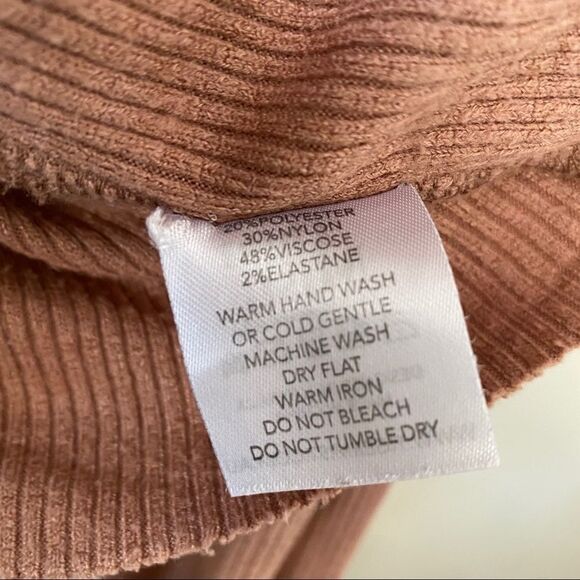 20%POLYESTER
30%NYLON
48%VISCOSE
2%ELASTANE
WARM HAND WASH
OR COLD GENTLE
MACHINE WASH
DRY FLAT
WARM IRON
DO NOT BLEACH
DO NOT TUMBLE DRY